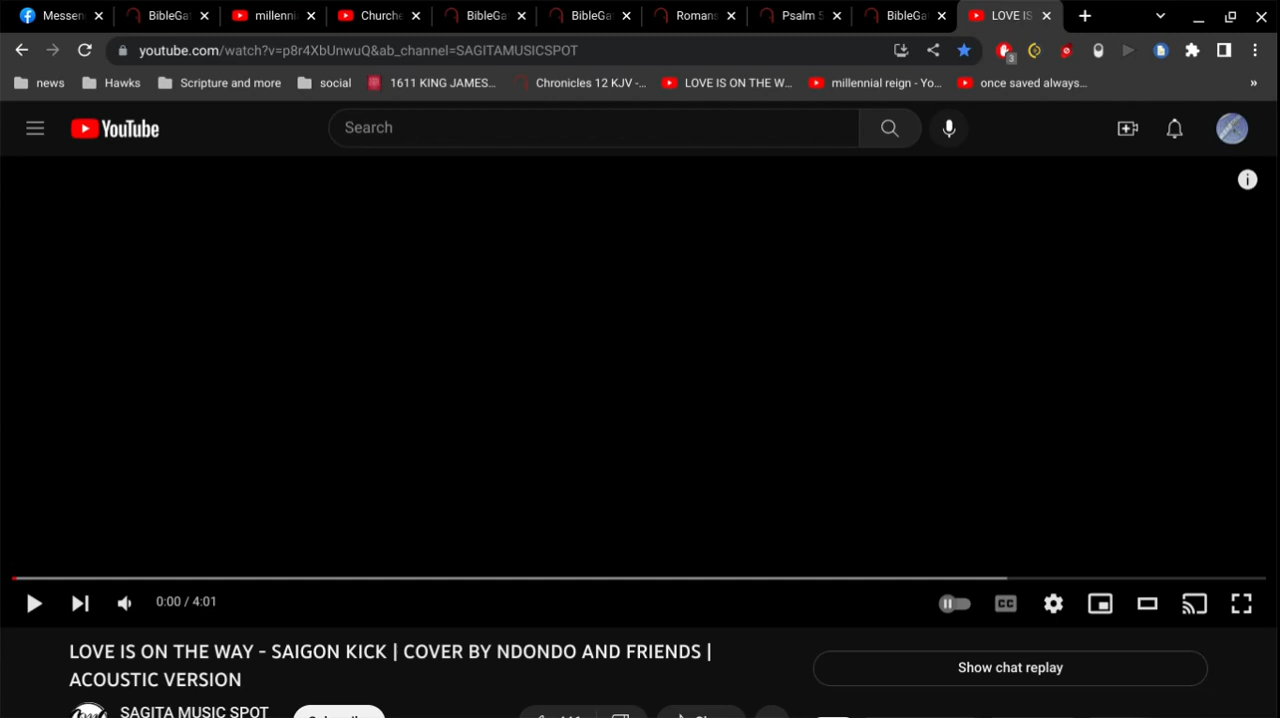 Messen BibleGa millenni Churche BibleGa BibleGa Romans Psalm 5 BibleGa LOVE IS
youtube.com/watch?v=p8r4XbUnwuQ&ab_channel=SAGITAMUSICSPOT
3
news Hawks Scripture and more social 1611 KING JAMES... Chronicles 12 KJV -... LOVE IS ON THE W... millennial reign - Yo... once saved always... »
YouTube Search
0:00 / 4:01 CC
LOVE IS ON THE WAY - SAIGON KICK | COVER BY NDONDO AND FRIENDS |
ACOUSTIC VERSION
Show chat replay
SAGITA MUSIC SPOT